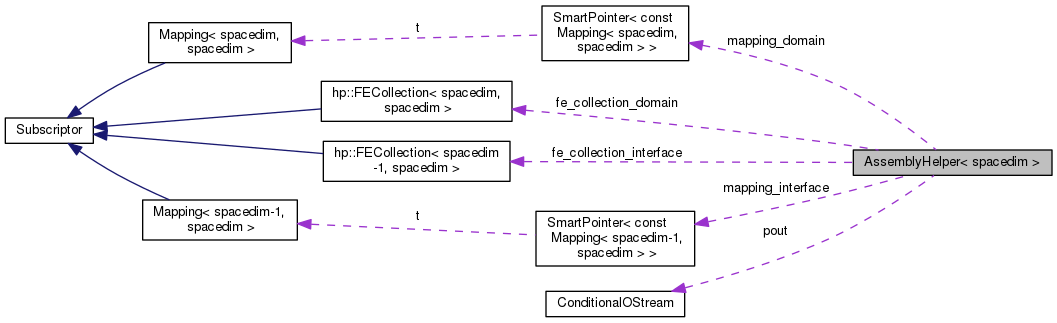 SmartPointer< const
Mapping< spacedim,
spacedim > >
Mapping< spacedim,
spacedim >
t
mapping_domain
hp::FECollection< spacedim,
spacedim >
fe_collection_domain
Subscriptor
hp::FECollection< spacedim
-1, spacedim >
fe_collection_interface
AssemblyHelper< spacedim >
mapping_interface
Mapping< spacedim-1,
spacedim >
t
SmartPointer< const
Mapping< spacedim-1,
spacedim > >
pout
ConditionalOStream